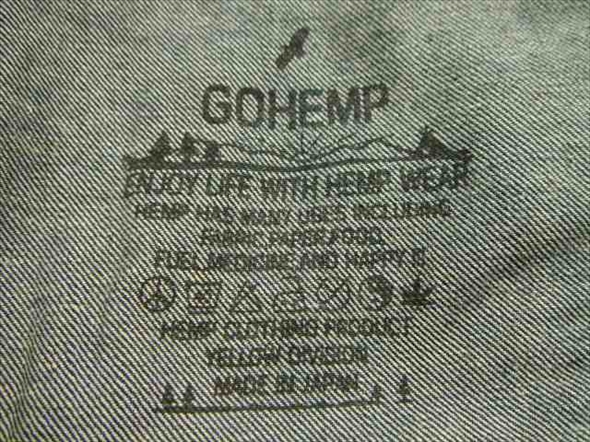 GOHEMP
ENJOY LIFE WITH HEMP WEAR
HEMP HAS MANY USES INCLUDING
FABRIC, PAPER, FOOD,
FUEL, MEDICINE, AND HAPPY
HEMP CLOTHING PRODUCT
YELLOW DIVISION
MADE IN JAPAN